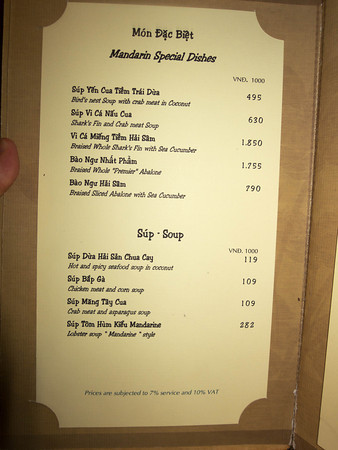 Món Đặc Biệt
Mandarin Special Dishes
VNĐ. 1000
Súp Yến Cua Tiềm Trái Dừa 495
Bird's nest Soup with crab meat in Coconut
Súp Vi Cá Nấu Cua 630
Shark's Fin and Crab meat Soup
Vi Cá Miếng Tiềm Hải Sâm 1.850
Braised Whole Shark's Fin with Sea Cucumber
Bào Ngư Nhất Phẩm 1.755
Braised Whole "Premier" Abalone
Bào Ngư Hải Sâm 790
Braised Sliced Abalone with Sea Cucumber
Súp - Soup
VNĐ. 1000
Súp Dừa Hải Sản Chua Cay 119
Hot and spicy seafood soup in coconut
Súp Bắp Gà 109
Chicken meat and corn soup
Súp Măng Tây Cua 109
Crab meat and asparagus soup
Súp Tôm Hùm Kiểu Mandarine 282
Lobster soup " Mandarine " style
Prices are subjected to 7% service and 10% VAT